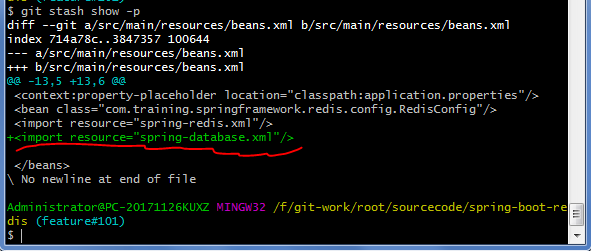 $ git stash show -p
diff --git a/src/main/resources/beans.xml b/src/main/resources/beans.xml
index 714a78c..3847357 100644
--- a/src/main/resources/beans.xml
+++ b/src/main/resources/beans.xml
@@ -13,5 +13,6 @@
 <context:property-placeholder location="classpath:application.properties"/>
 <bean class="com.training.springframework.redis.config.RedisConfig"/>
 <import resource="spring-redis.xml"/>
+<import resource="spring-database.xml"/>
 </beans>
\ No newline at end of file
Administrator@PC-20171126KUXZ MINGW32 /f/git-work/root/sourcecode/spring-boot-re
dis (feature#101)
$